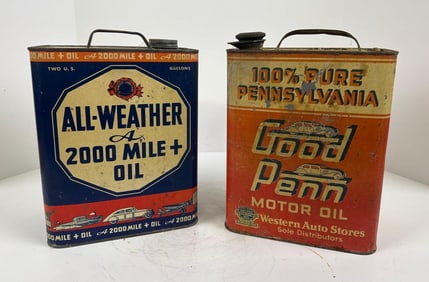 + OIL A 2000 MILE + OIL A 2000 MILE +
TWO U.S. GALLONS
ALL-WEATHER
A
2000 MILE +
OIL
2000 MILE + OIL A 2000 MILE + OIL A 2000
100% PURE
PENNSYLVANIA
Good
Penn
MOTOR OIL
Western Auto Stores
Sole Distributors